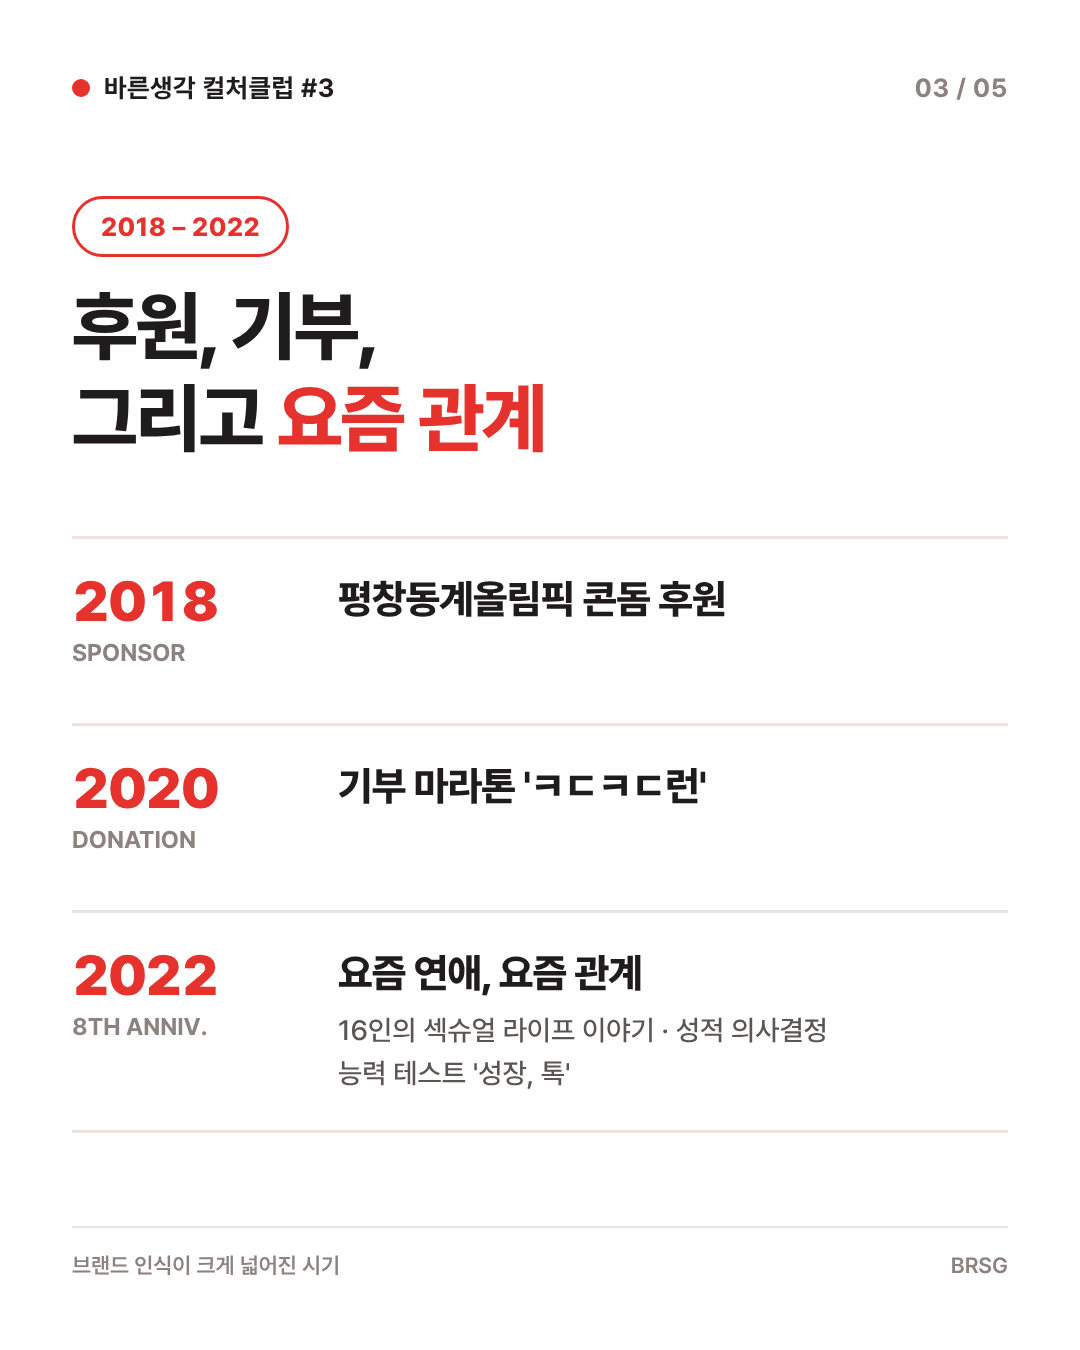 바른생각 컬처클럽 #3
03 / 05
2018 – 2022
후원, 기부,
그리고 요즘 관계
2018
SPONSOR
평창동계올림픽 콘돔 후원
2020
DONATION
기부 마라톤 'ㅋㄷㅋㄷ런'
2022
8TH ANNIV.
요즘 연애, 요즘 관계
16인의 섹슈얼 라이프 이야기 · 성적 의사결정
능력 테스트 '성장, 톡'
브랜드 인식이 크게 넓어진 시기
BRSG